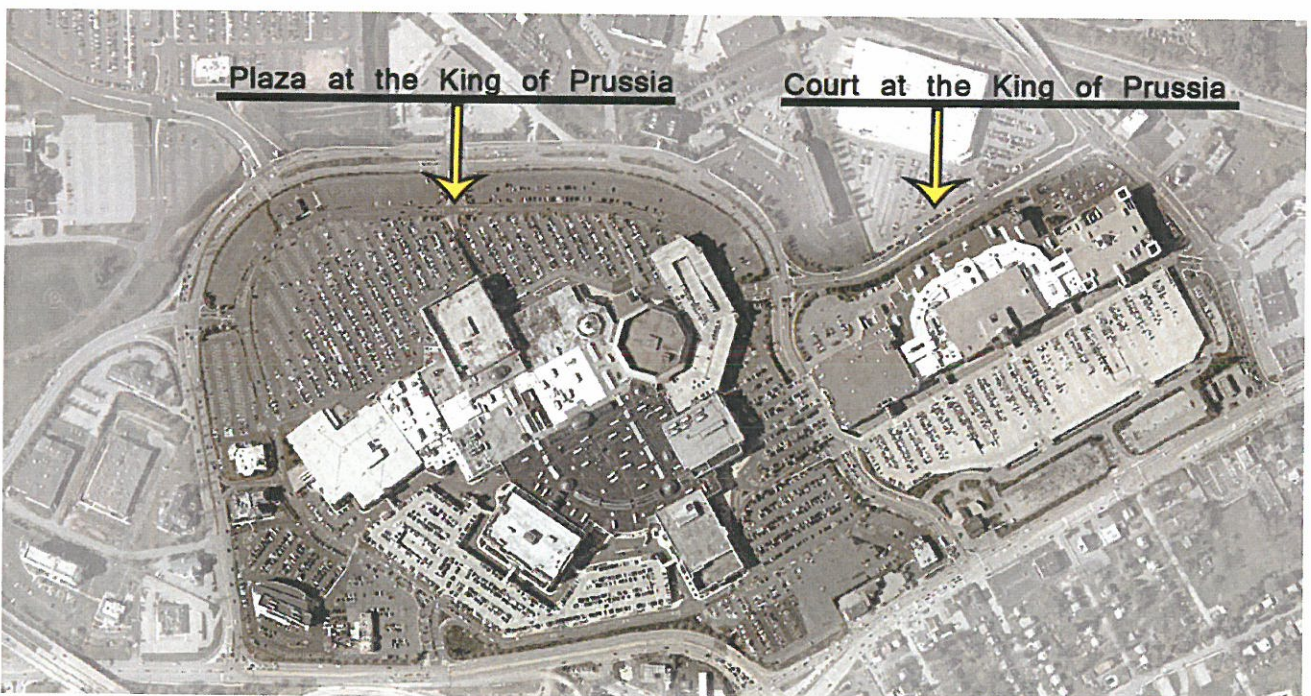 Plaza at the King of Prussia
Court at the King of Prussia